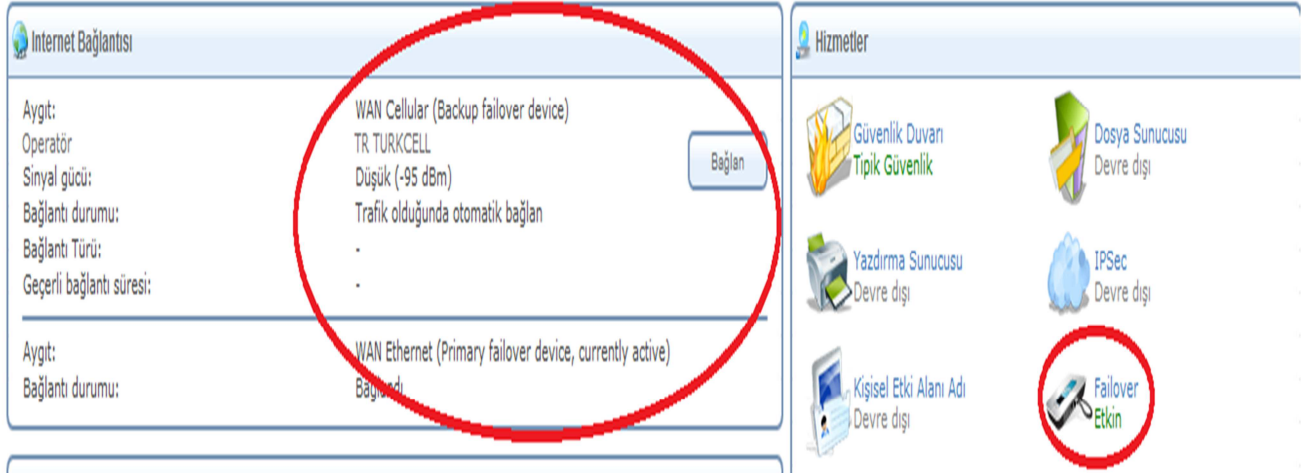 Internet Bağlantısı
Aygıt: WAN Cellular (Backup failover device)
Operatör TR TURKCELL
Sinyal gücü: Düşük (-95 dBm)
Bağlan
Bağlantı durumu: Trafik olduğunda otomatik bağlan
Bağlantı Türü: -
Geçerli bağlantı süresi: -
Aygıt: WAN Ethernet (Primary failover device, currently active)
Bağlantı durumu: Bağlandı
Hizmetler
Güvenlik Duvarı
Tipik Güvenlik
Dosya Sunucusu
Devre dışı
Yazdırma Sunucusu
Devre dışı
IPSec
Devre dışı
Kişisel Etki Alanı Adı
Devre dışı
Failover
Etkin